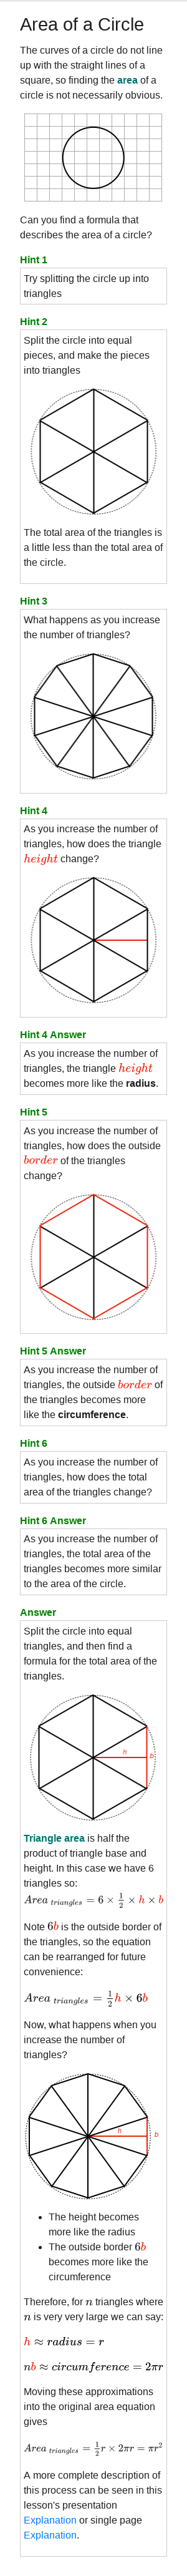 Area of a Circle
The curves of a circle do not line
up with the straight lines of a
square, so finding the area of a
circle is not necessarily obvious.
Can you find a formula that
describes the area of a circle?
Hint 1
Try splitting the circle up into
triangles
Hint 2
Split the circle into equal
pieces, and make the pieces
into triangles
The total area of the triangles is
a little less than the total area of
the circle.
Hint 3
What happens as you increase
the number of triangles?
Hint 4
As you increase the number of
triangles, how does the triangle
height change?
Hint 4 Answer
As you increase the number of
triangles, the triangle height
becomes more like the radius.
Hint 5
As you increase the number of
triangles, how does the outside
border of the triangles
change?
Hint 5 Answer
As you increase the number of
triangles, the outside border of
the triangles becomes more
like the circumference.
Hint 6
As you increase the number of
triangles, how does the total
area of the triangles change?
Hint 6 Answer
As you increase the number of
triangles, the total area of the
triangles becomes more similar
to the area of the circle.
Answer
Split the circle into equal
triangles, and then find a
formula for the total area of the
triangles.
h
b
Triangle area is half the
product of triangle base and
height. In this case we have 6
triangles so:
Area triangles = 6 × 1/2 × h × b
Note 6b is the outside border of
the triangles, so the equation
can be rearranged for future
convenience:
Area triangles = 1/2 h × 6b
Now, what happens when you
increase the number of
triangles?
h
b
• The height becomes
more like the radius
• The outside border 6b
becomes more like the
circumference
Therefore, for n triangles where
n is very very large we can say:
h ≈ radius = r
nb ≈ circumference = 2πr
Moving these approximations
into the original area equation
gives
Area triangles = 1/2 r × 2πr = πr²
A more complete description of
this process can be seen in this
lesson's presentation
Explanation or single page
Explanation.